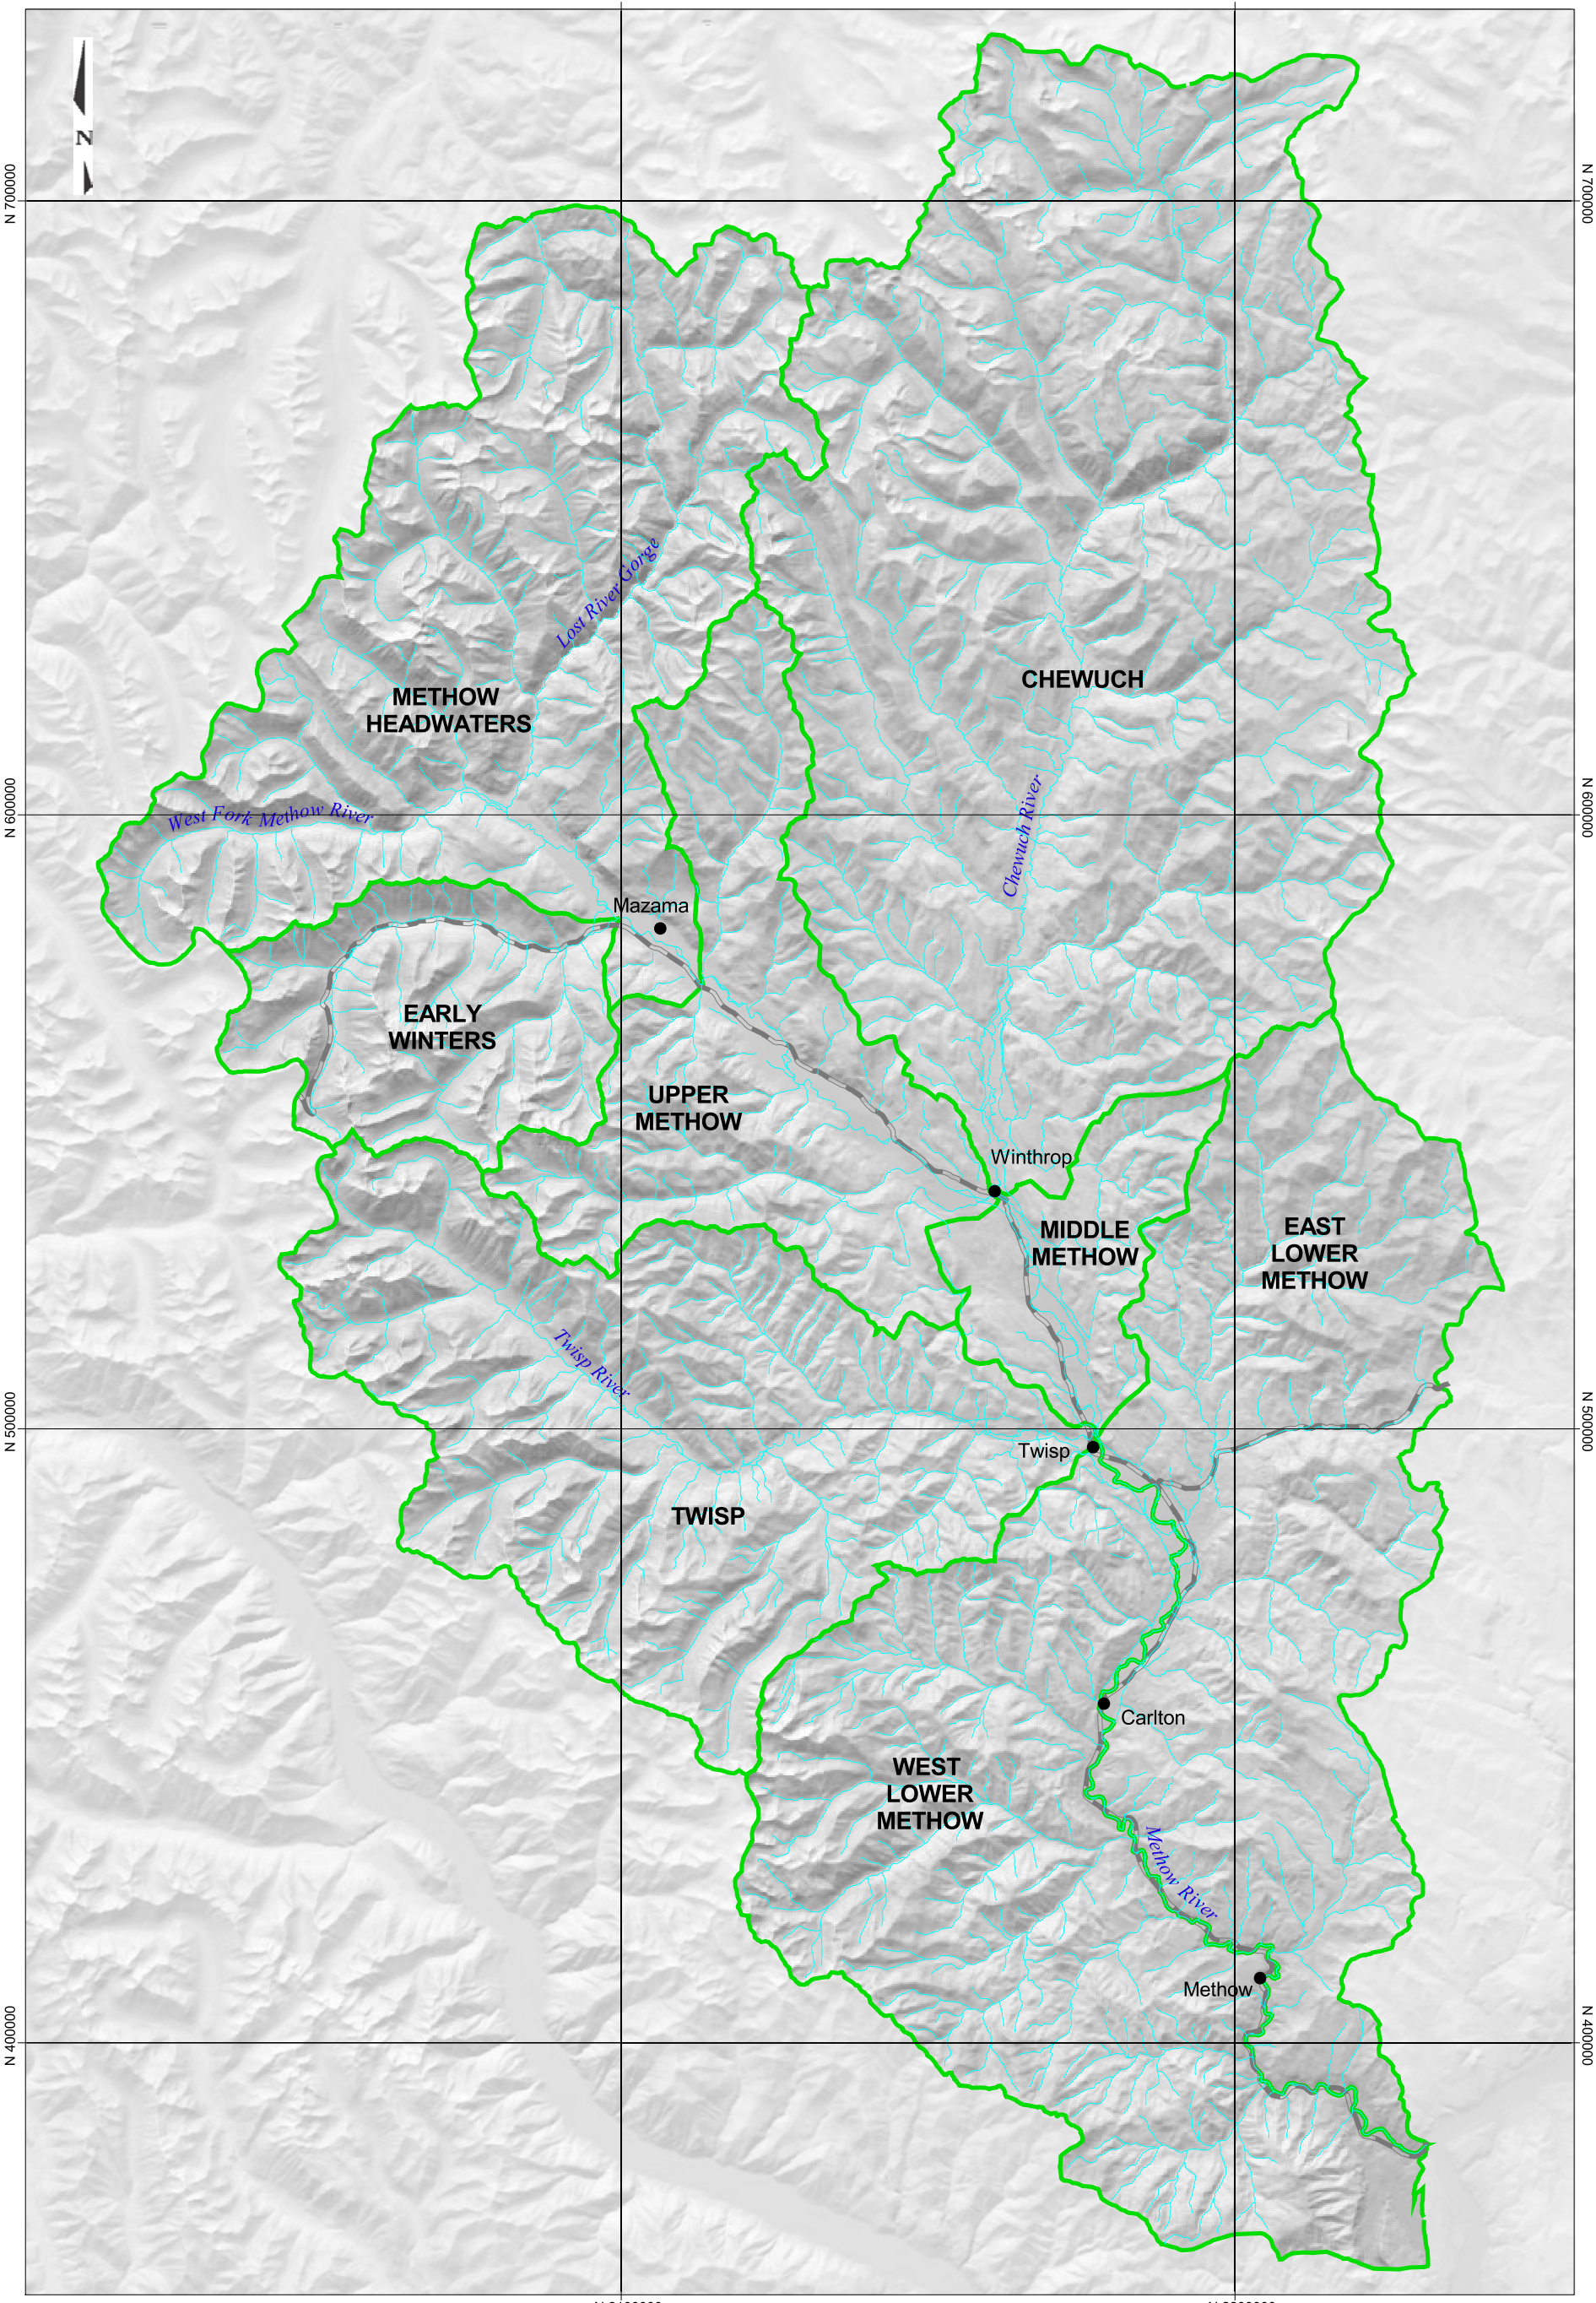 N
N 700000
N 700000
Lost River Gorge
CHEWUCH
METHOW
HEADWATERS
N 600000
N 600000
West Fork Methow River
Chewuch River
Mazama
EARLY
WINTERS
UPPER
METHOW
Winthrop
MIDDLE
METHOW
EAST
LOWER
METHOW
Twisp River
N 500000
N 500000
Twisp
TWISP
Carlton
WEST
LOWER
METHOW
Methow River
Methow
N 400000
N 400000